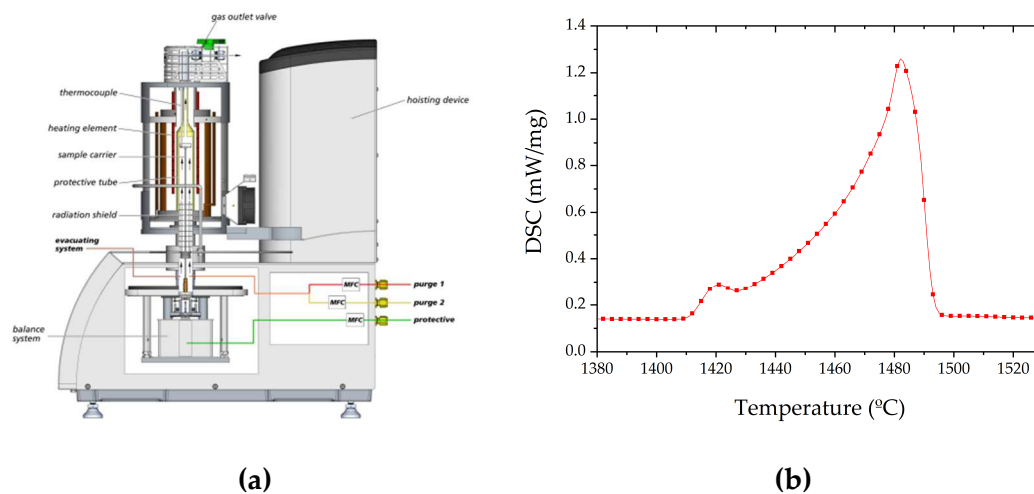 gas outlet valve
thermocouple
hoisting device
heating element
sample carrier
protective tube
radiation shield
evacuating
system
MFC
purge 1
MFC
purge 2
MFC
protective
balance
system
(a)
1.4
1.2
1.0
0.8
0.6
0.4
0.2
0.0
DSC (mW/mg)
1380 1400 1420 1440 1460 1480 1500 1520
Temperature (ºC)
(b)